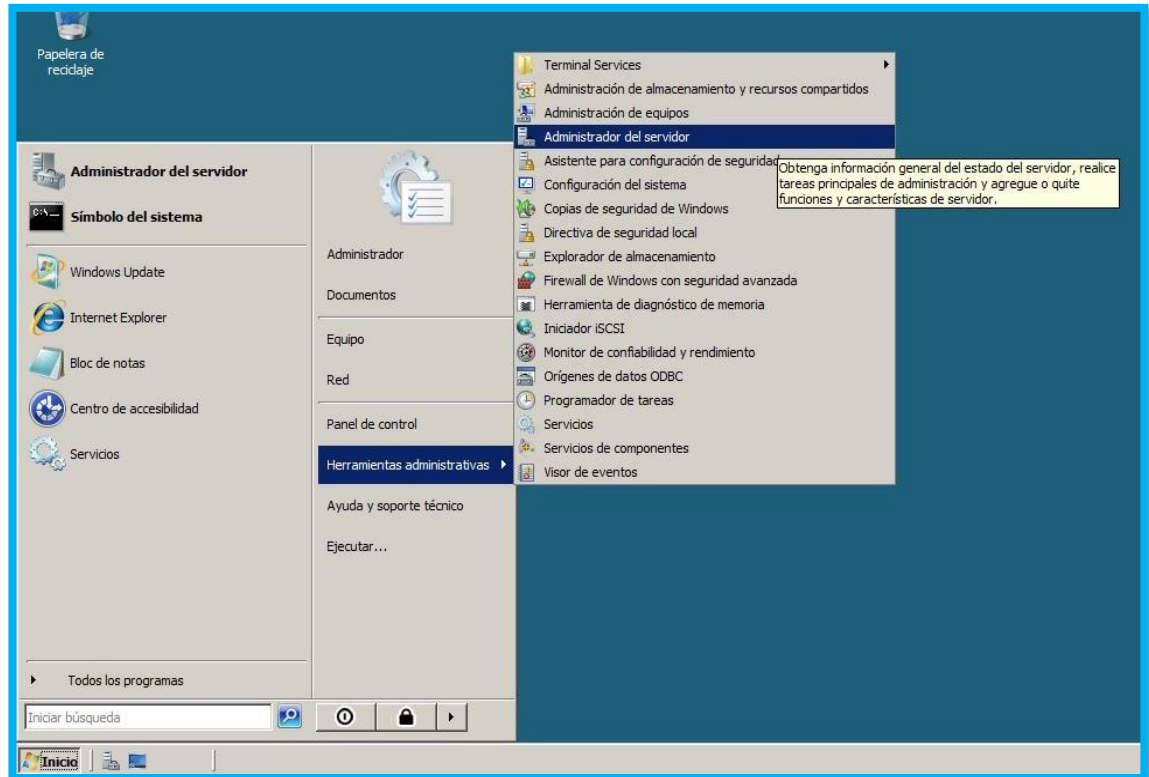 Papelera de
reciclaje
Terminal Services
Administración de almacenamiento y recursos compartidos
Administración de equipos
Administrador del servidor
Asistente para configuración de seguridad
Obtenga información general del estado del servidor, realice
tareas principales de administración y agregue o quite
funciones y características de servidor.
Configuración del sistema
Copias de seguridad de Windows
Directiva de seguridad local
Explorador de almacenamiento
Firewall de Windows con seguridad avanzada
Herramienta de diagnóstico de memoria
Iniciador iSCSI
Monitor de confiabilidad y rendimiento
Orígenes de datos ODBC
Programador de tareas
Servicios
Servicios de componentes
Visor de eventos
Administrador del servidor
C:\
Símbolo del sistema
Windows Update
Internet Explorer
Bloc de notas
Centro de accesibilidad
Servicios
Todos los programas
Iniciar búsqueda
Administrador
Documentos
Equipo
Red
Panel de control
Herramientas administrativas
Ayuda y soporte técnico
Ejecutar...
Inicio